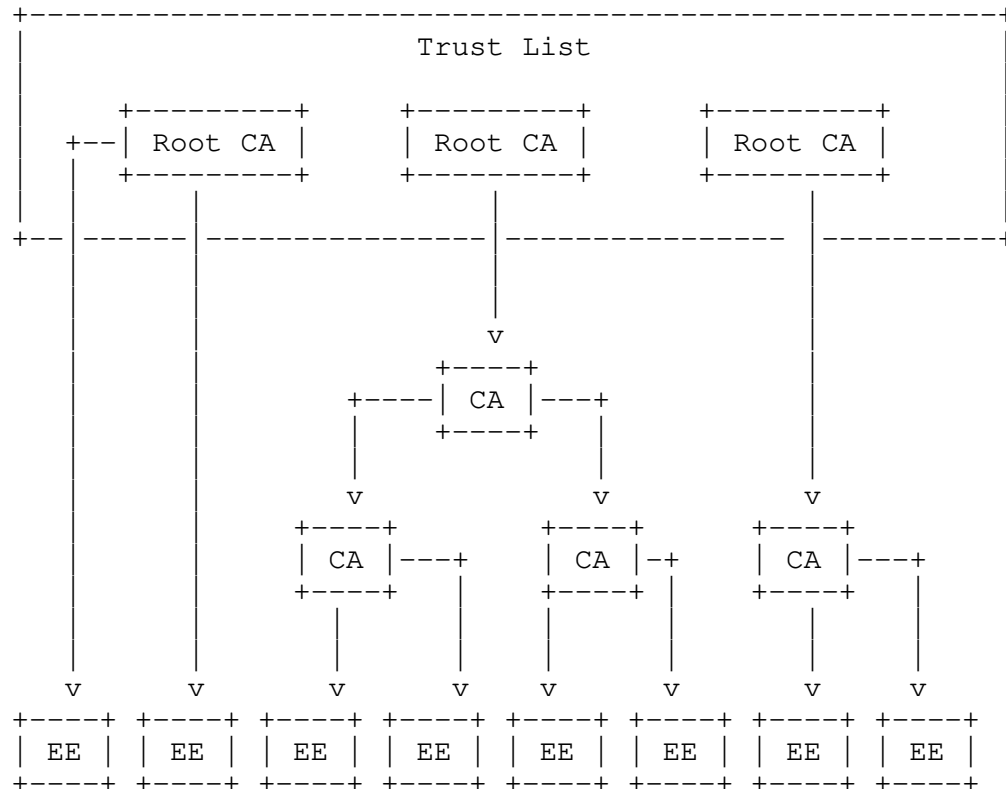 Trust List
Root CA Root CA Root CA
v
CA
v v v
CA CA CA
v v v v v v v v
EE EE EE EE EE EE EE EE